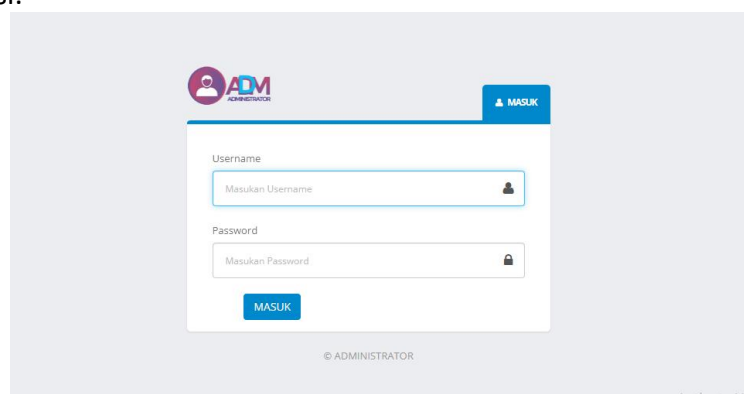 ADM
ADMINISTRATOR
MASUK
Username
Masukan Username
Password
Masukan Password
MASUK
© ADMINISTRATOR